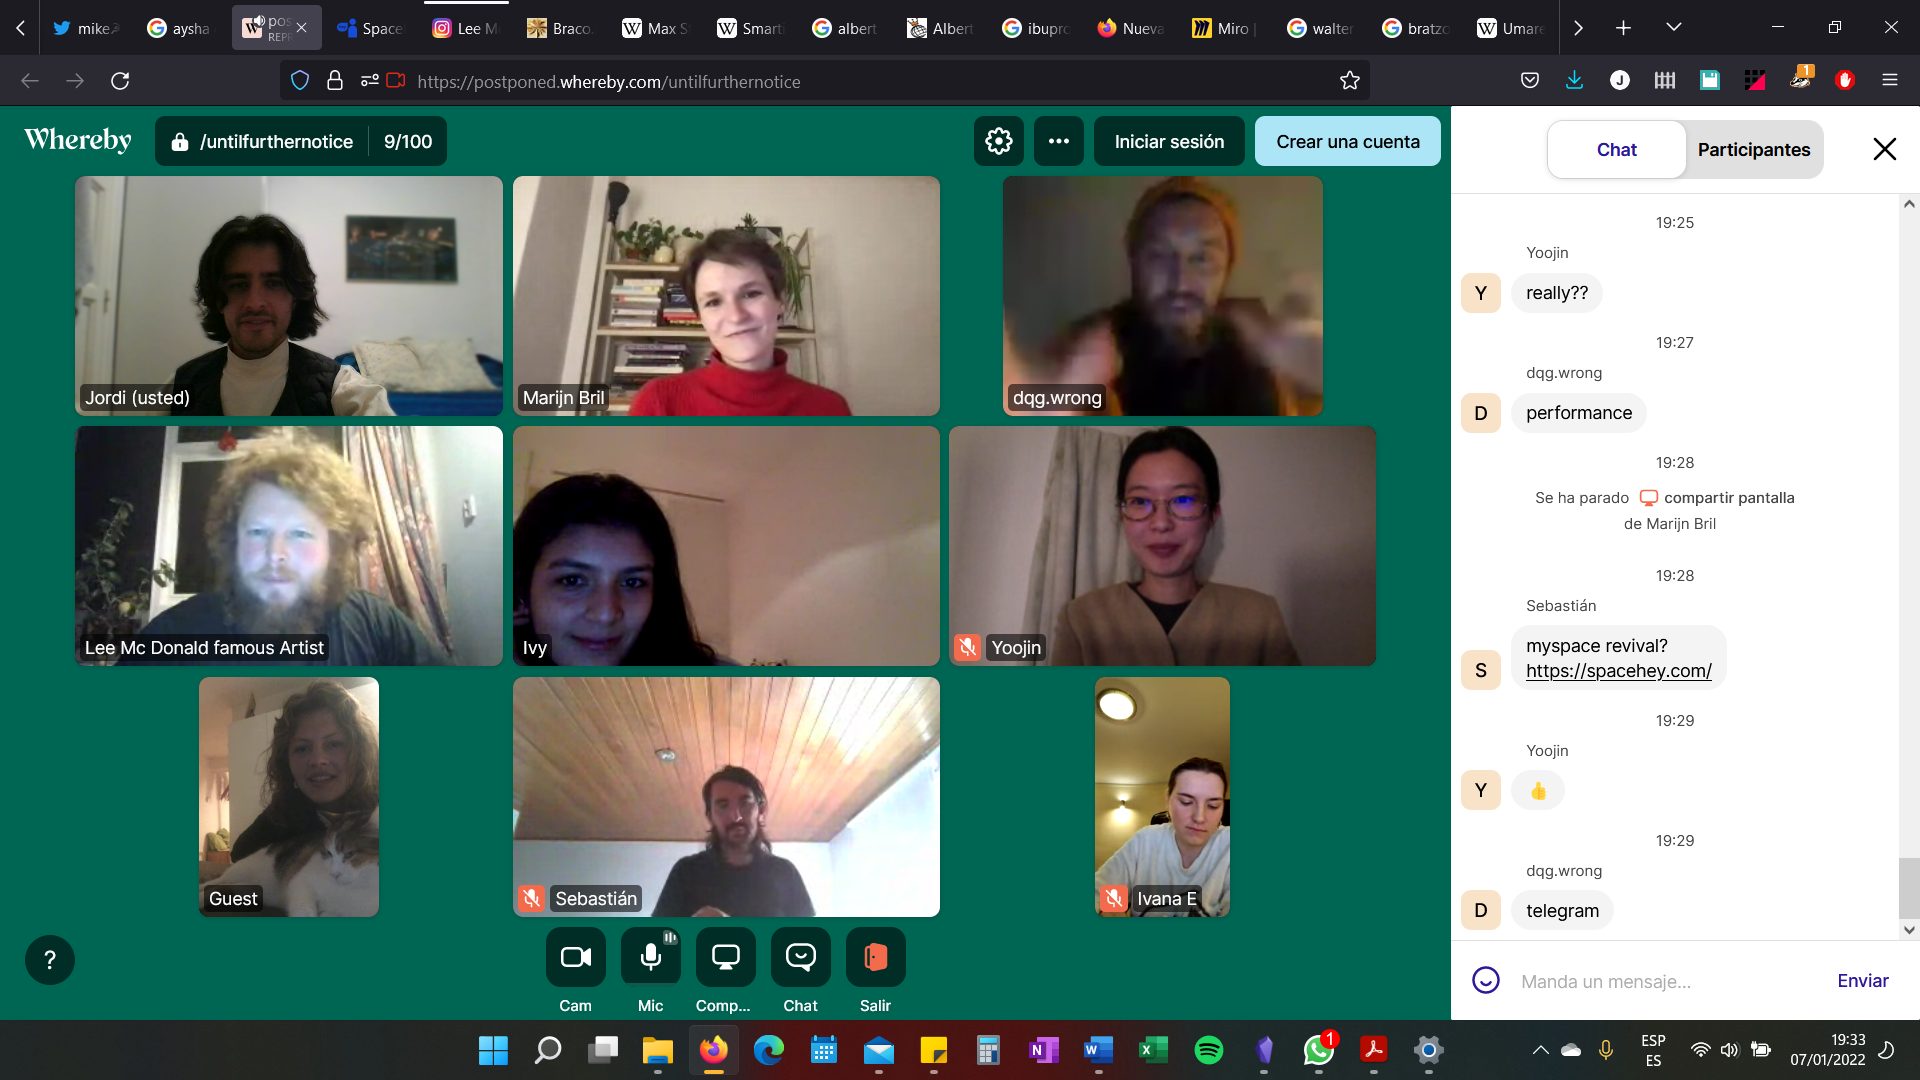 mike
aysha
pos
REPR
Space
Lee M
Braco.
Max S
Smart
albert
Albert
ibupro
Nueva
Miro |
walter
bratzo
Umare
https://postponed.whereby.com/untilfurthernotice
1
Whereby
/untilfurthernotice
9/100
Iniciar sesión
Crear una cuenta
Chat
Participantes
Jordi (usted)
Marijn Bril
dqg.wrong
Lee Mc Donald famous Artist
Ivy
Yoojin
Guest
Sebastián
Ivana E
19:25
Yoojin
Y
really??
19:27
dqg.wrong
D
performance
19:28
Se ha parado compartir pantalla
de Marijn Bril
19:28
Sebastián
S
myspace revival?
https://spacehey.com/
19:29
Yoojin
Y
19:29
dqg.wrong
D
telegram
Manda un mensaje...
Enviar
?
Cam
Mic
Comp...
Chat
Salir
1
ESP
ES
19:33
07/01/2022